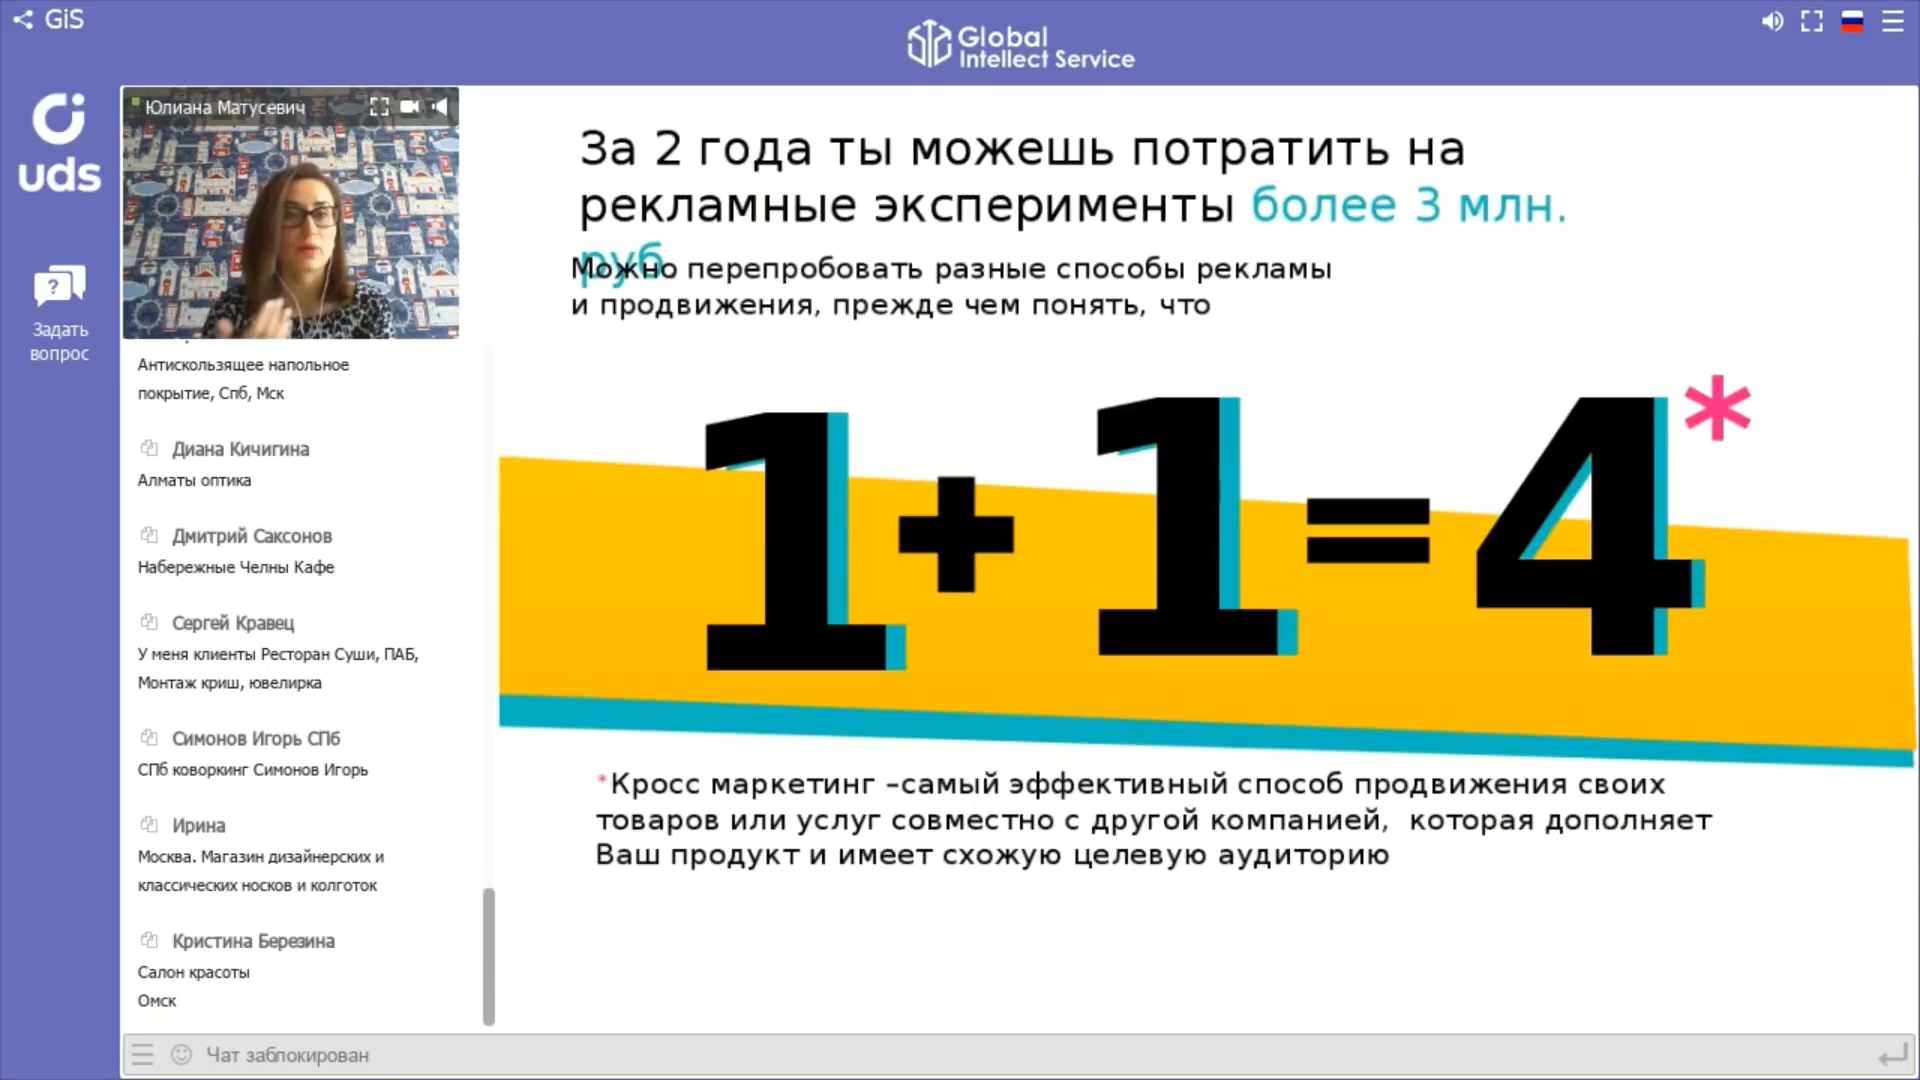 GiS
Global
Intellect Service
uds
?
Задать
вопрос
Юлиана Матусевич
Антискользящее напольное
покрытие, Спб, Мск
Диана Кичигина
Алматы оптика
Дмитрий Саксонов
Набережные Челны Кафе
Сергей Кравец
У меня клиенты Ресторан Суши, ПАБ,
Монтаж криш, ювелирка
Симонов Игорь СПб
СПб коворкинг Симонов Игорь
Ирина
Москва. Магазин дизайнерских и
классических носков и колготок
Кристина Березина
Салон красоты
Омск
Чат заблокирован
За 2 года ты можешь потратить на
рекламные эксперименты более 3 млн.
руб
Можно перепробовать разные способы рекламы
и продвижения, прежде чем понять, что
1+1=4*
*Кросс маркетинг –самый эффективный способ продвижения своих
товаров или услуг совместно с другой компанией, которая дополняет
Ваш продукт и имеет схожую целевую аудиторию